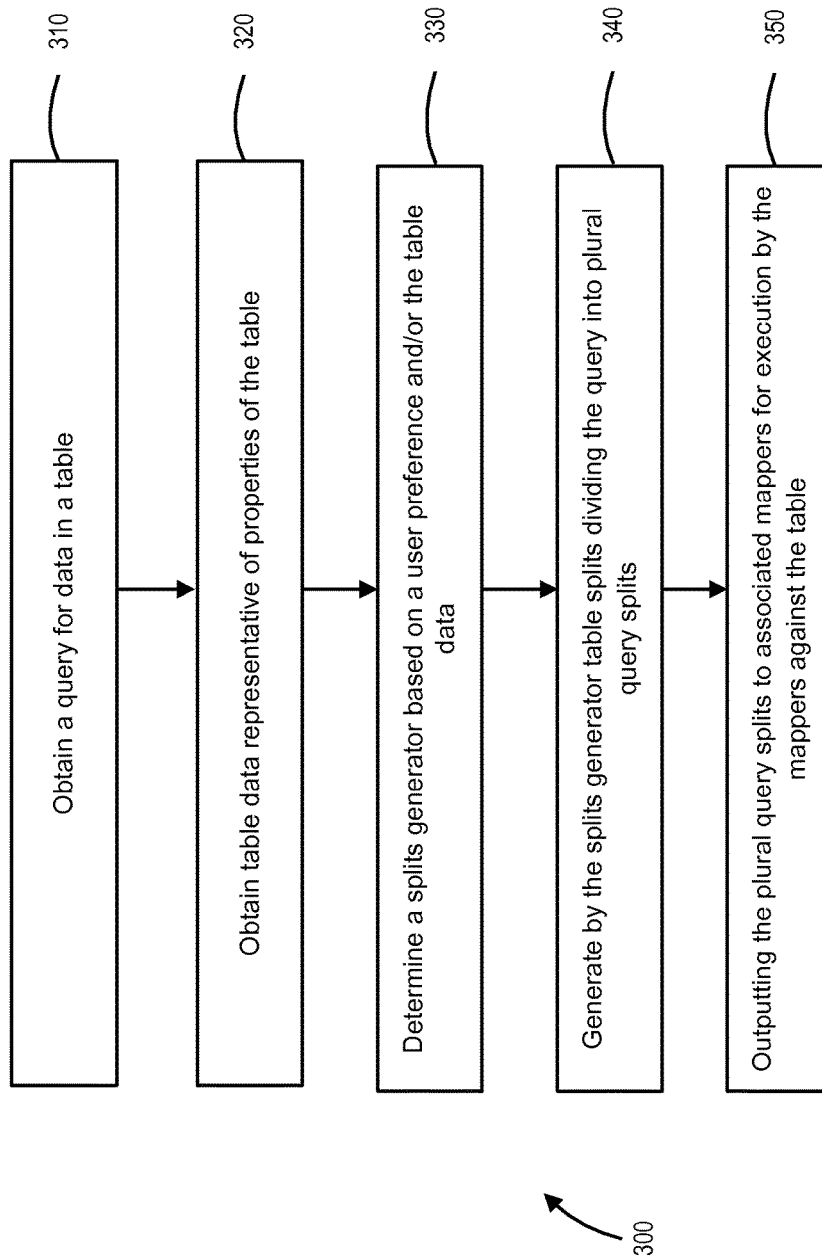 310
Obtain a query for data in a table
320
Obtain table data representative of properties of the table
330
Determine a splits generator based on a user preference and/or the table
data
340
Generate by the splits generator table splits dividing the query into plural
query splits
350
Outputting the plural query splits to associated mappers for execution by the
mappers against the table
300